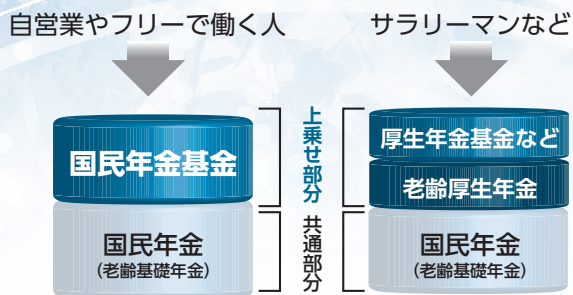 自営業やフリーで働く人
サラリーマンなど
国民年金基金
国民年金
(老齢基礎年金)
上乗せ部分
共通部分
厚生年金基金など
老齢厚生年金
国民年金
(老齢基礎年金)